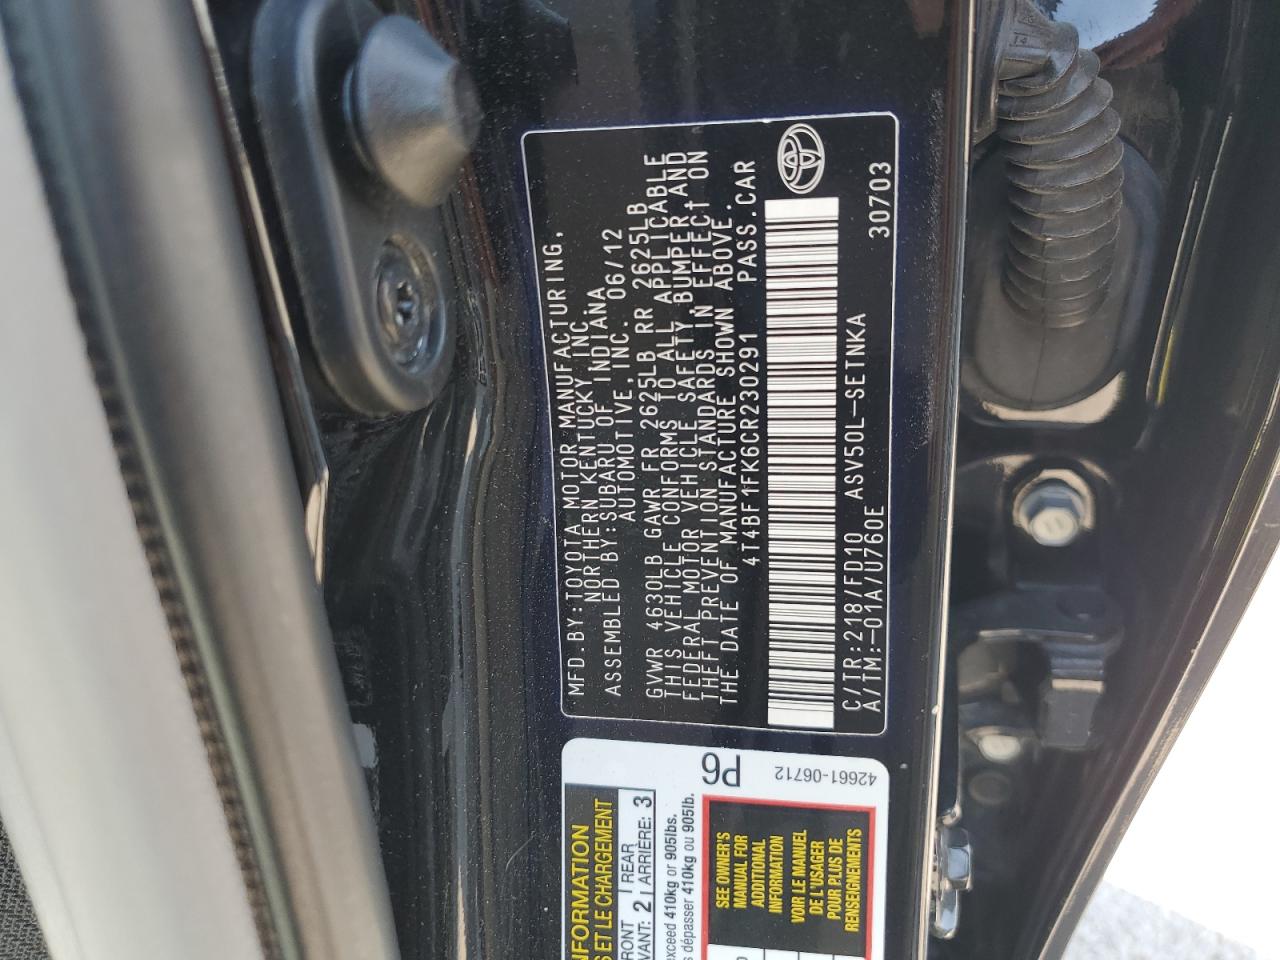 MFD.BY:TOYOTA MOTOR MANUFACTURING,
NORTHERN KENTUCKY, INC.
ASSEMBLED BY:SUBARU OF INDIANA
AUTOMOTIVE, INC. 06/12
GVWR 4630LB GAWR FR 2625LB RR 2625LB
THIS VEHICLE CONFORMS TO ALL APPLICABLE
FEDERAL MOTOR VEHICLE SAFETY,BUMPER,AND
THEFT PREVENTION STANDARDS IN EFFECT ON
THE DATE OF MANUFACTURE SHOWN ABOVE.
4T4BF1FK6CR230291 PASS.CAR
C/TR:218/FD10 ASV50L-SETNKA
A/TM:-01A/U760E 30703
P6
42661-06712
INFORMATION
S ET LE CHARGEMENT
RONT 2 REAR 3
AVANT: ARRIÈRE:
exceed 410kg or 905lbs.
s dépasser 410kg ou 905lb.
SEE OWNER'S
MANUAL FOR
ADDITIONAL
INFORMATION
VOIR LE MANUEL
DE L'USAGER
POUR PLUS DE
RENSEIGNEMENTS